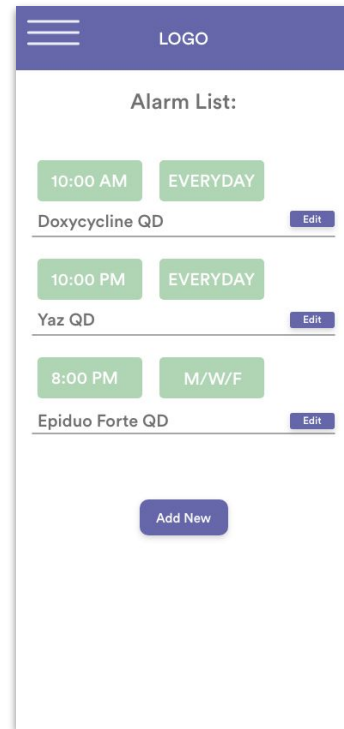 LOGO
Alarm List:
10:00 AM EVERYDAY
Doxycycline QD Edit
10:00 PM EVERYDAY
Yaz QD Edit
8:00 PM M/W/F
Epiduo Forte QD Edit
Add New